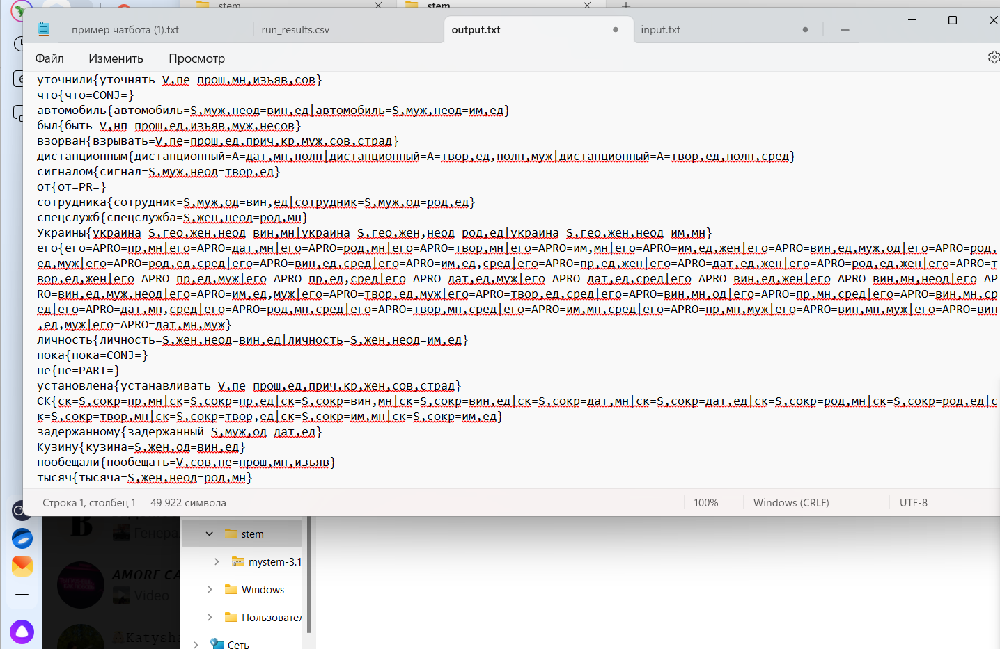 stem
stem
пример чатбота (1).txt
run_results.csv
output.txt
input.txt
Файл
Изменить
Просмотр
уточнили{уточнять=V,пе=прош,мн,изъяв,сов}
что{что=CONJ=}
автомобиль{автомобиль=S,муж,неод=вин,ед|автомобиль=S,муж,неод=им,ед}
был{быть=V,нп=прош,ед,изъяв,муж,несов}
взорван{взрывать=V,пе=прош,ед,прич,кр,муж,сов,страд}
дистанционным{дистанционный=A=дат,мн,полн|дистанционный=A=твор,ед,полн,муж|дистанционный=A=твор,ед,полн,сред}
сигналом{сигнал=S,муж,неод=твор,ед}
от{от=PR=}
сотрудника{сотрудник=S,муж,од=вин,ед|сотрудник=S,муж,од=род,ед}
спецслужб{спецслужба=S,жен,неод=род,мн}
Украины{украина=S,гео,жен,неод=вин,мн|украина=S,гео,жен,неод=род,ед|украина=S,гео,жен,неод=им,мн}
его{его=APRO=пр,мн|его=APRO=дат,мн|его=APRO=род,мн|его=APRO=твор,мн|его=APRO=им,мн|его=APRO=им,ед,жен|его=APRO=вин,ед,муж,од|его=APRO=род,
ед,муж|его=APRO=род,ед,сред|его=APRO=вин,ед,сред|его=APRO=им,ед,сред|его=APRO=пр,ед,жен|его=APRO=дат,ед,жен|его=APRO=род,ед,жен|его=APRO=т
вор,ед,жен|его=APRO=пр,ед,муж|его=APRO=пр,ед,сред|его=APRO=дат,ед,муж|его=APRO=дат,ед,сред|его=APRO=вин,ед,жен|его=APRO=вин,мн,неод|его=AP
RO=вин,ед,муж,неод|его=APRO=им,ед,муж|его=APRO=твор,ед,муж|его=APRO=твор,ед,сред|его=APRO=вин,мн,од|его=APRO=пр,мн,сред|его=APRO=вин,мн,ср
ед|его=APRO=дат,мн,сред|его=APRO=род,мн,сред|его=APRO=твор,мн,сред|его=APRO=им,мн,сред|его=APRO=пр,мн,муж|его=APRO=вин,мн,муж|его=APRO=вин
,ед,муж|его=APRO=дат,мн,муж}
личность{личность=S,жен,неод=вин,ед|личность=S,жен,неод=им,ед}
пока{пока=CONJ=}
не{не=PART=}
установлена{устанавливать=V,пе=прош,ед,прич,кр,жен,сов,страд}
СК{ск=S,сокр=пр,мн|ск=S,сокр=пр,ед|ск=S,сокр=вин,мн|ск=S,сокр=вин,ед|ск=S,сокр=дат,мн|ск=S,сокр=дат,ед|ск=S,сокр=род,мн|ск=S,сокр=род,ед|с
к=S,сокр=твор,мн|ск=S,сокр=твор,ед|ск=S,сокр=им,мн|ск=S,сокр=им,ед}
задержанному{задержанный=S,муж,од=дат,ед}
Кузину{кузина=S,жен,од=вин,ед}
пообещали{пообещать=V,сов,пе=прош,мн,изъяв}
тысяч{тысяча=S,жен,неод=род,мн}
Строка 1, столбец 1
49 922 символа
100%
Windows (CRLF)
UTF-8
В
Генера
stem
mystem-3.1
AMORE CA
Video
Windows
Пользовател
Katysha
Сеть